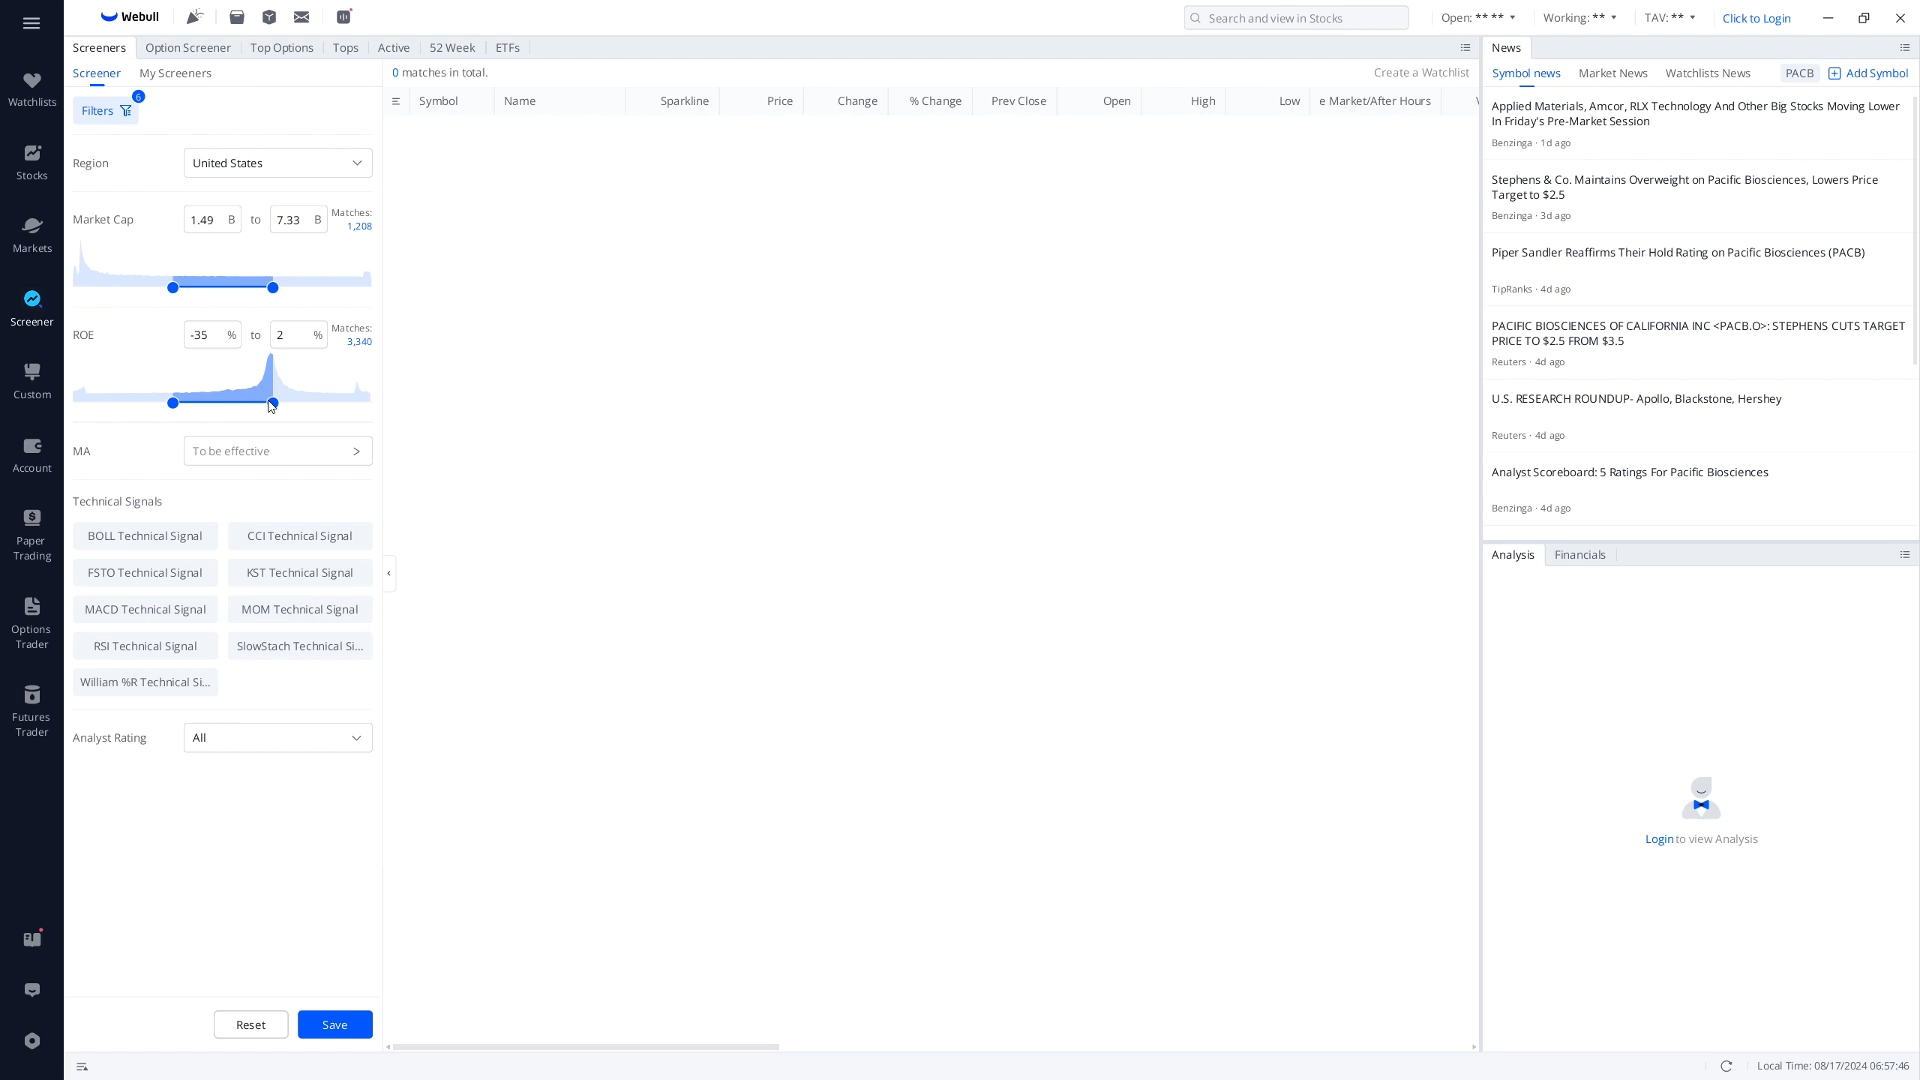 Webull
Search and view in Stocks
Open: ** **
Working: **
TAV: **
Click to Login
Watchlists
Stocks
Markets
Screener
Custom
Account
Paper
Trading
Options
Trader
Futures
Trader
Screeners
Option Screener
Top Options
Tops
Active
52 Week
ETFs
Screener
My Screeners
Filters
6
Region
United States
Market Cap
1.49 B to 7.33 B
Matches:
1,208
ROE
-35 % to 2 %
Matches:
3,340
MA
To be effective
Technical Signals
BOLL Technical Signal
CCI Technical Signal
FSTO Technical Signal
KST Technical Signal
MACD Technical Signal
MOM Technical Signal
RSI Technical Signal
SlowStach Technical Si...
William %R Technical Si...
Analyst Rating
All
Reset
Save
0 matches in total.
Create a Watchlist
Symbol
Name
Sparkline
Price
Change
% Change
Prev Close
Open
High
Low
e Market/After Hours
News
Symbol news
Market News
Watchlists News
PACB
Add Symbol
Applied Materials, Amcor, RLX Technology And Other Big Stocks Moving Lower
In Friday's Pre-Market Session
Benzinga · 1d ago
Stephens & Co. Maintains Overweight on Pacific Biosciences, Lowers Price
Target to $2.5
Benzinga · 3d ago
Piper Sandler Reaffirms Their Hold Rating on Pacific Biosciences (PACB)
TipRanks · 4d ago
PACIFIC BIOSCIENCES OF CALIFORNIA INC <PACB.O>: STEPHENS CUTS TARGET
PRICE TO $2.5 FROM $3.5
Reuters · 4d ago
U.S. RESEARCH ROUNDUP- Apollo, Blackstone, Hershey
Reuters · 4d ago
Analyst Scoreboard: 5 Ratings For Pacific Biosciences
Benzinga · 4d ago
Analysis
Financials
Login to view Analysis
Local Time: 08/17/2024 06:57:46